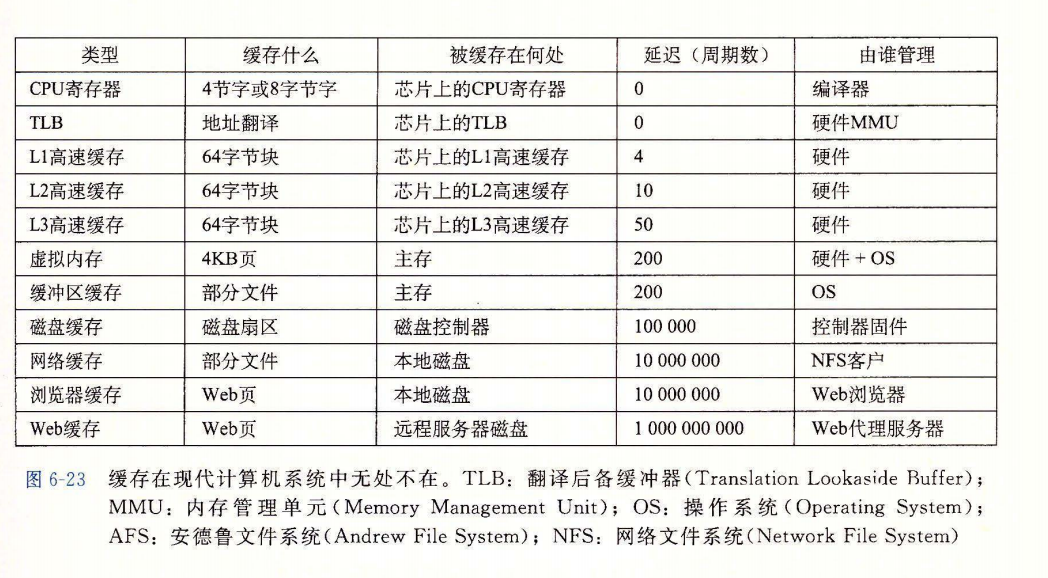 类型 缓存什么 被缓存在何处 延迟（周期数） 由谁管理
CPU寄存器 4节字或8字节字 芯片上的CPU寄存器 0 编译器
TLB 地址翻译 芯片上的TLB 0 硬件MMU
L1高速缓存 64字节块 芯片上的L1高速缓存 4 硬件
L2高速缓存 64字节块 芯片上的L2高速缓存 10 硬件
L3高速缓存 64字节块 芯片上的L3高速缓存 50 硬件
虚拟内存 4KB页 主存 200 硬件 + OS
缓冲区缓存 部分文件 主存 200 OS
磁盘缓存 磁盘扇区 磁盘控制器 100 000 控制器固件
网络缓存 部分文件 本地磁盘 10 000 000 NFS客户
浏览器缓存 Web页 本地磁盘 10 000 000 Web浏览器
Web缓存 Web页 远程服务器磁盘 1 000 000 000 Web代理服务器
图 6-23 缓存在现代计算机系统中无处不在。TLB：翻译后备缓冲器(Translation Lookaside Buffer)；
MMU：内存管理单元(Memory Management Unit)；OS：操作系统(Operating System)；
AFS：安德鲁文件系统(Andrew File System)；NFS：网络文件系统(Network File System)